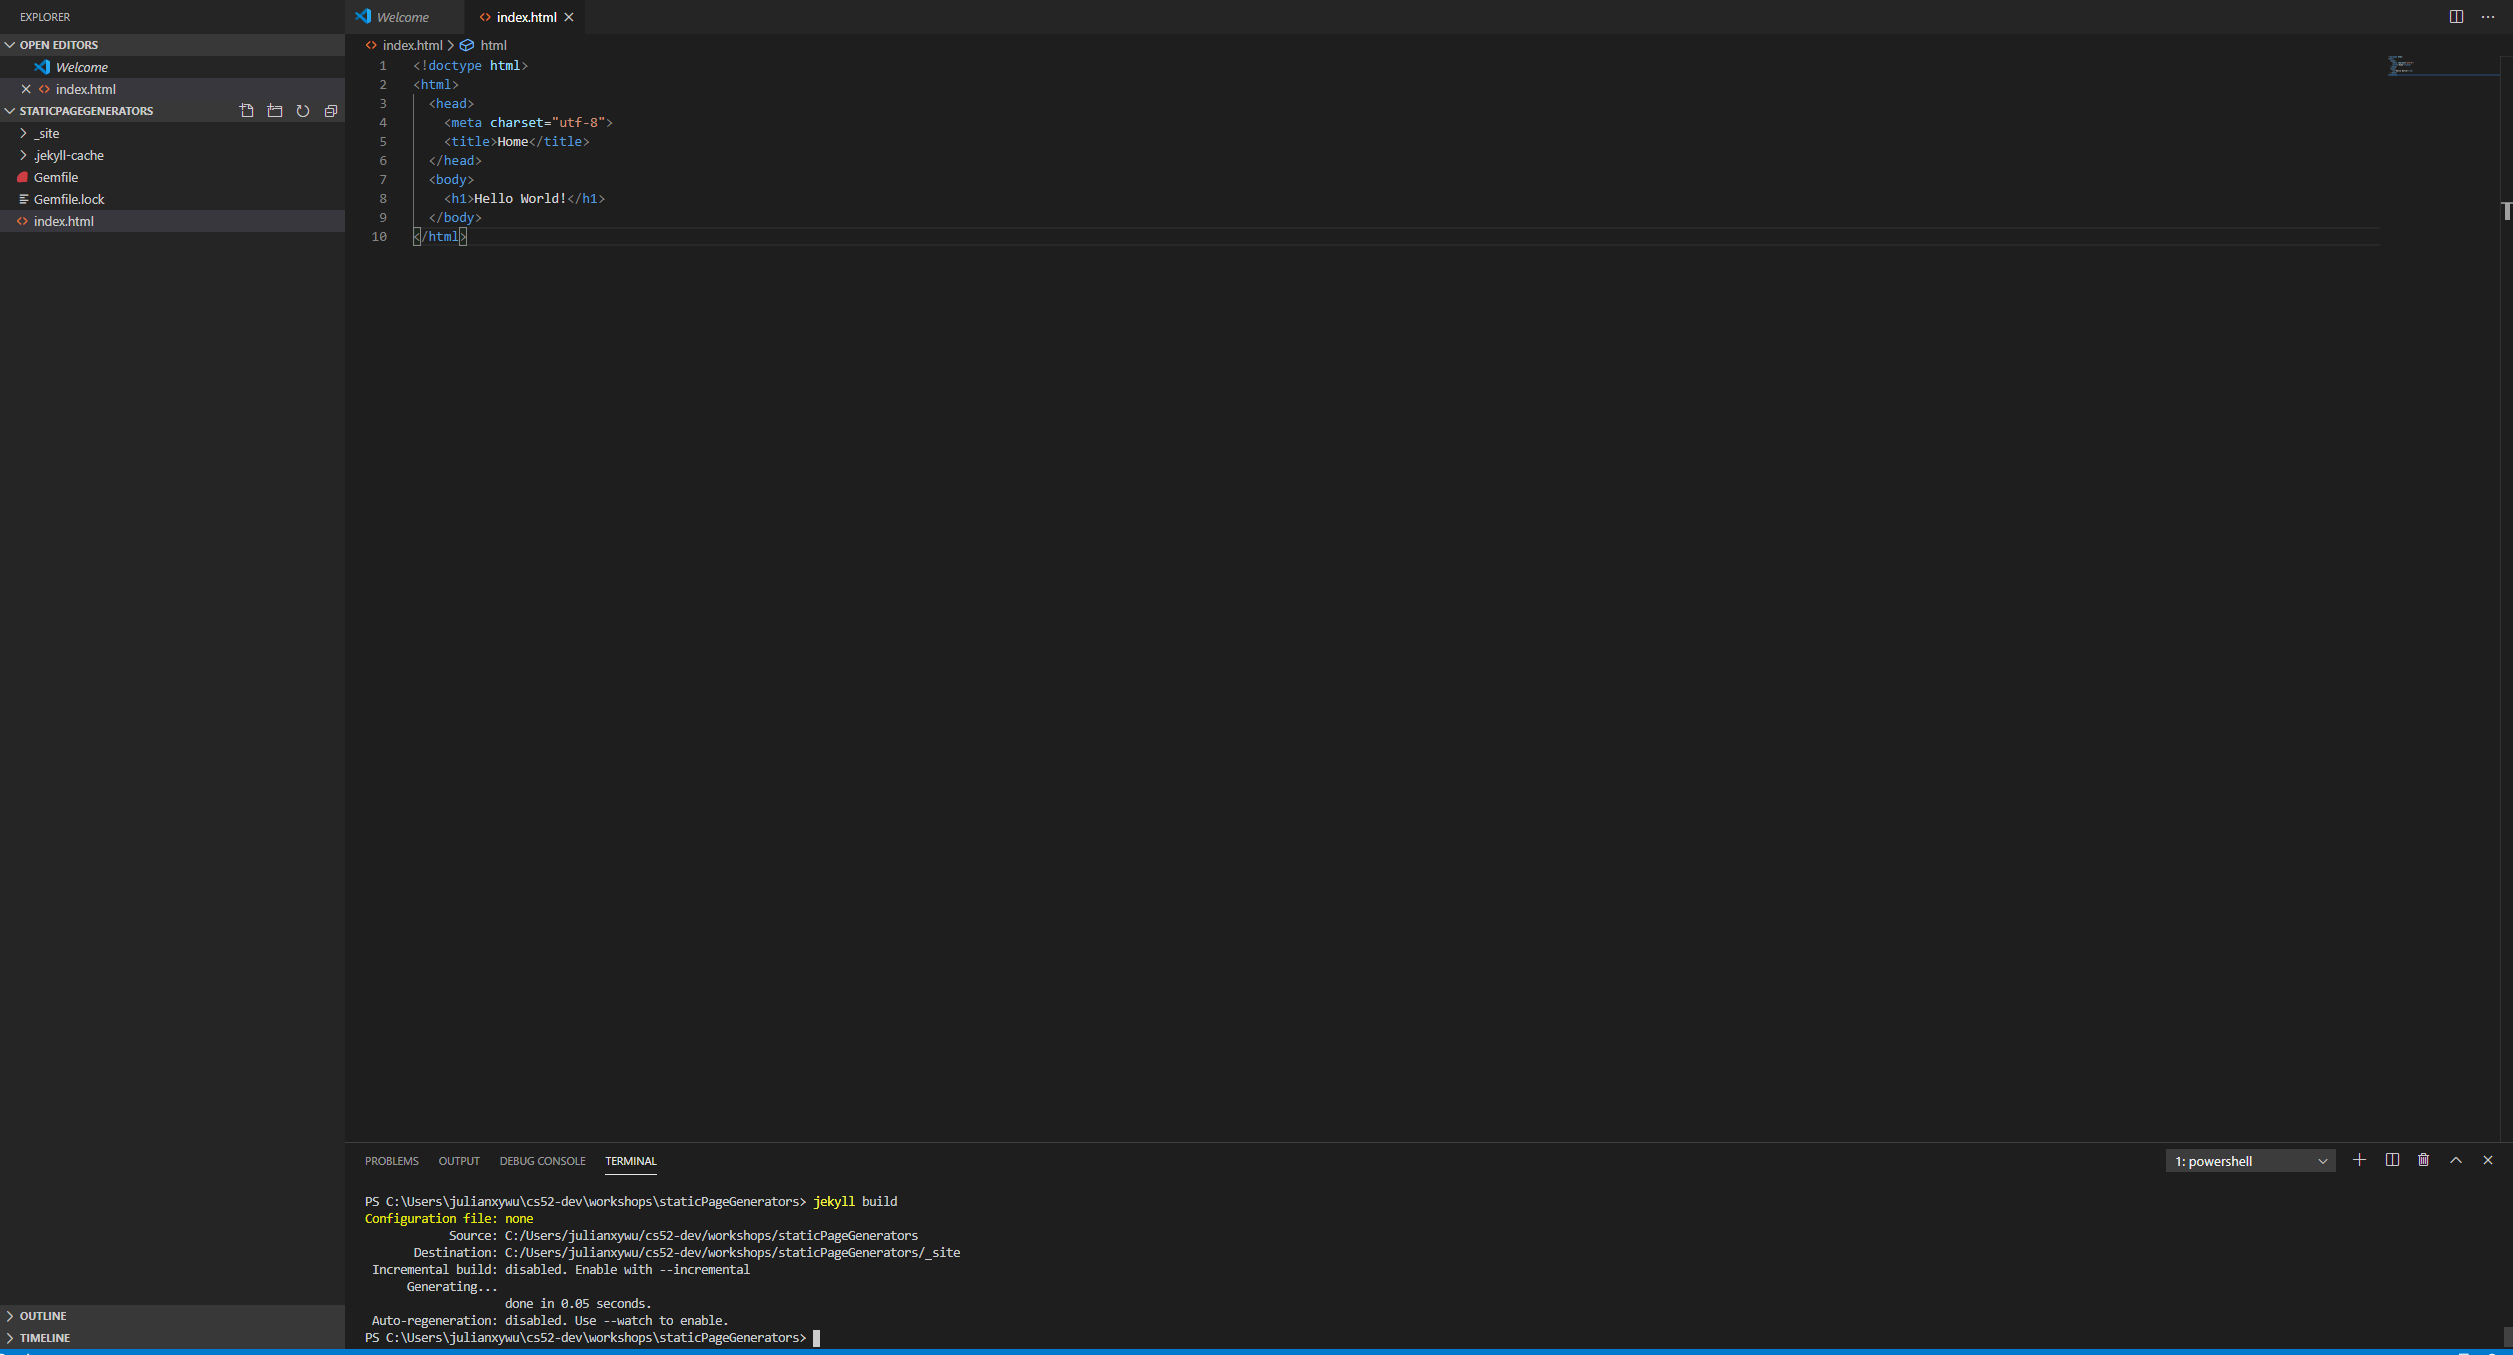 EXPLORER
OPEN EDITORS
Welcome
index.html
STATICPAGEGENERATORS
_site
.jekyll-cache
Gemfile
Gemfile.lock
index.html
OUTLINE
TIMELINE
Welcome
index.html
index.html > html
1 <!doctype html>
2 <html>
3 <head>
4 <meta charset="utf-8">
5 <title>Home</title>
6 </head>
7 <body>
8 <h1>Hello World!</h1>
9 </body>
10 </html>
PROBLEMS OUTPUT DEBUG CONSOLE TERMINAL
1: powershell
PS C:\Users\julianxywu\cs52-dev\workshops\staticPageGenerators> jekyll build
Configuration file: none
Source: C:/Users/julianxywu/cs52-dev/workshops/staticPageGenerators
Destination: C:/Users/julianxywu/cs52-dev/workshops/staticPageGenerators/_site
Incremental build: disabled. Enable with --incremental
Generating...
done in 0.05 seconds.
Auto-regeneration: disabled. Use --watch to enable.
PS C:\Users\julianxywu\cs52-dev\workshops\staticPageGenerators>